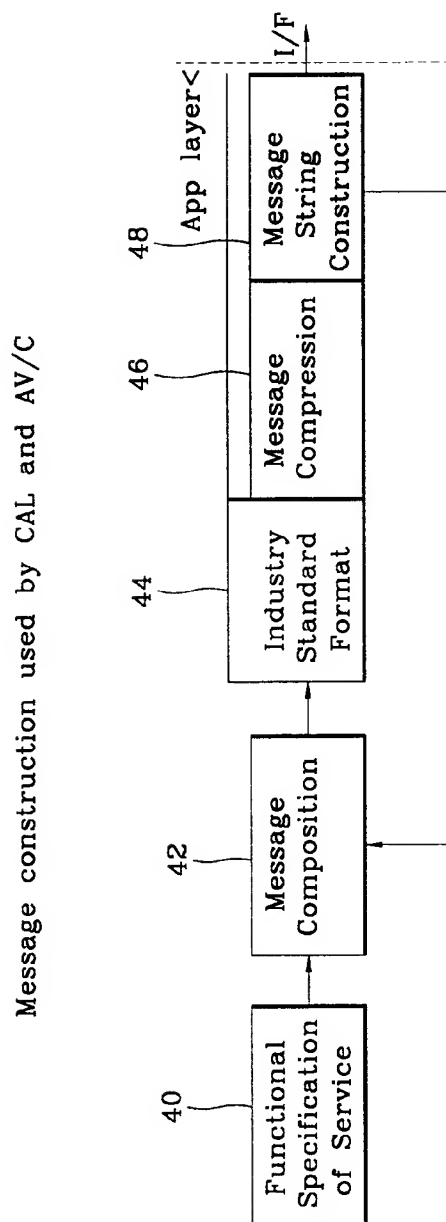 Message construction used by CAL and AV/C
40
Functional
Specification
of Service
42
Message
Composition
44
Industry
Standard
Format
46
Message
Compression
48
Message
String
Construction
App layer<
I/F